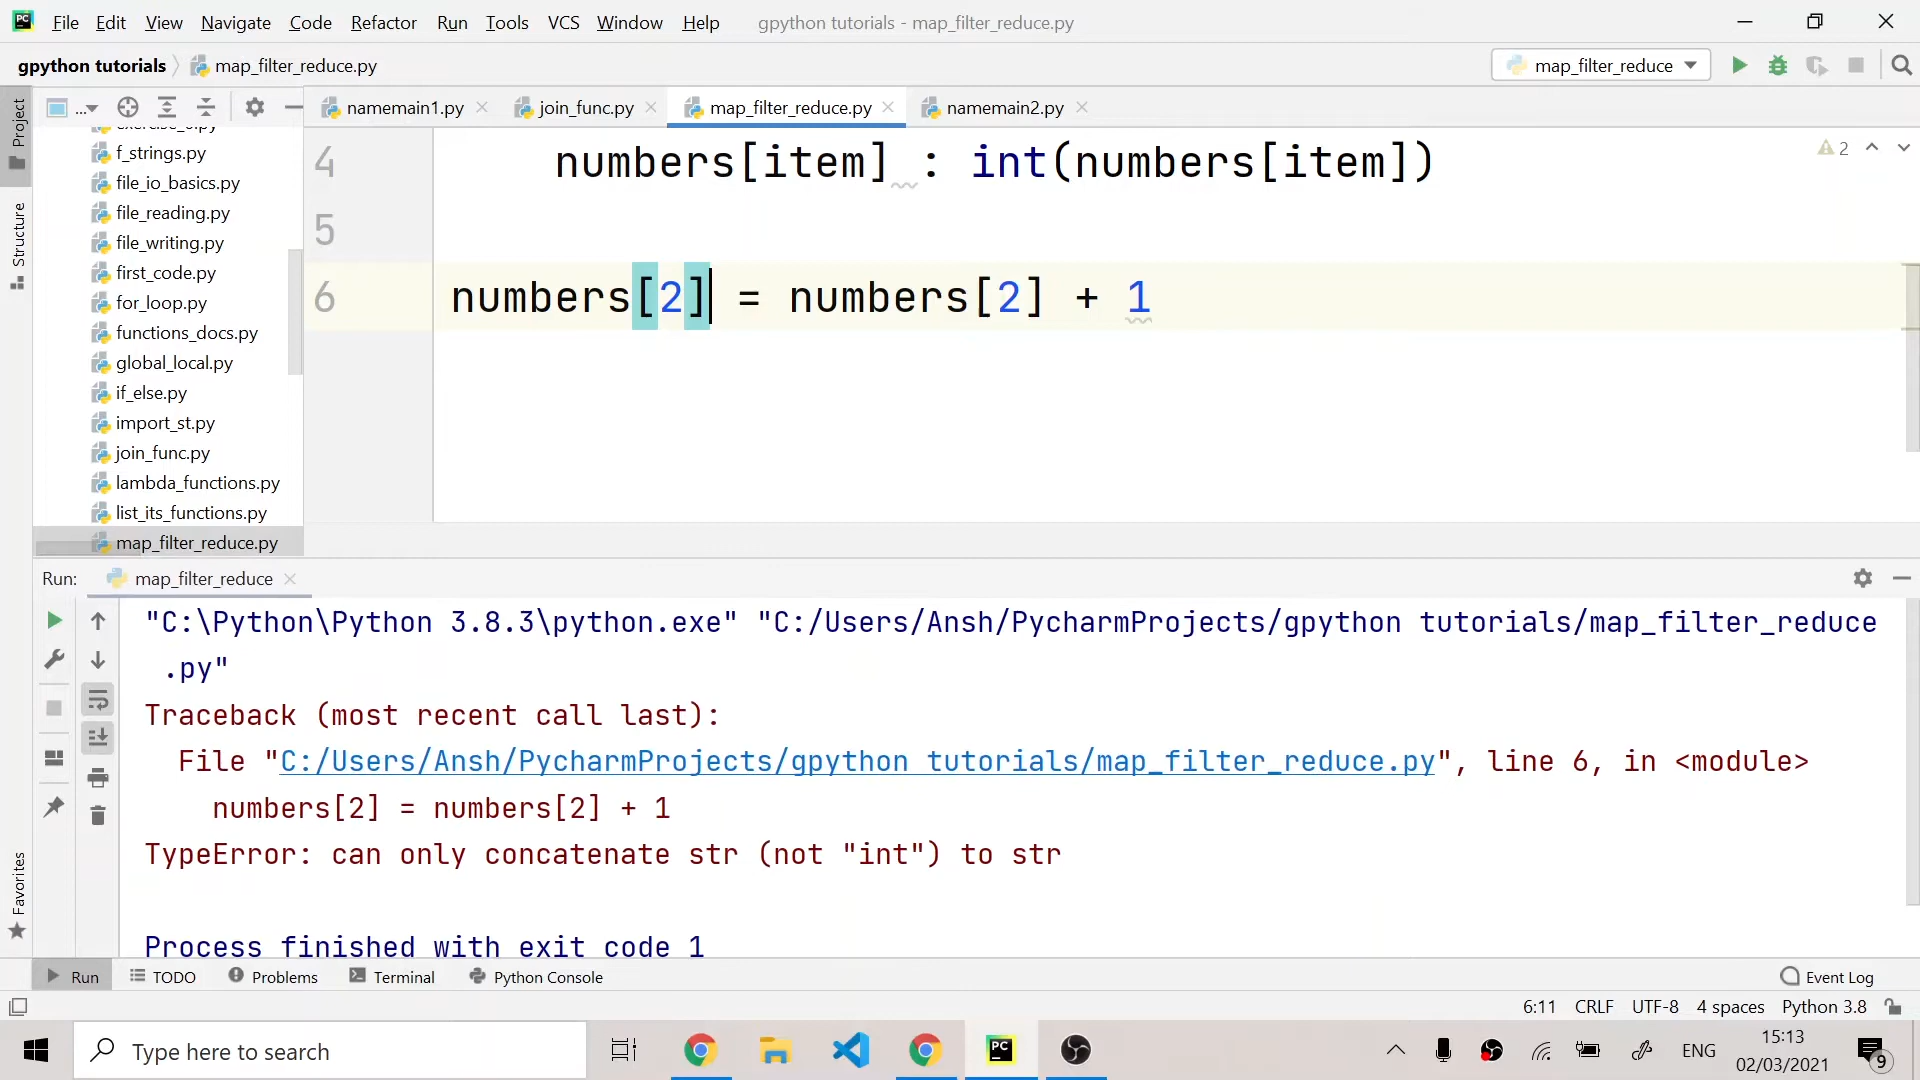 File Edit View Navigate Code Refactor Run Tools VCS Window Help gpython tutorials - map_filter_reduce.py
gpython tutorials map_filter_reduce.py map_filter_reduce
... namemain1.py join_func.py map_filter_reduce.py namemain2.py
Project
Structure
Favorites
f_strings.py
file_io_basics.py
file_reading.py
file_writing.py
first_code.py
for_loop.py
functions_docs.py
global_local.py
if_else.py
import_st.py
join_func.py
lambda_functions.py
list_its_functions.py
map_filter_reduce.py
4 numbers[item] : int(numbers[item])
2
5
6 numbers[2] = numbers[2] + 1
Run: map_filter_reduce
"C:\Python\Python 3.8.3\python.exe" "C:/Users/Ansh/PycharmProjects/gpython tutorials/map_filter_reduce
.py"
Traceback (most recent call last):
File "C:/Users/Ansh/PycharmProjects/gpython tutorials/map_filter_reduce.py", line 6, in <module>
numbers[2] = numbers[2] + 1
TypeError: can only concatenate str (not "int") to str
Process finished with exit code 1
Run TODO Problems Terminal Python Console Event Log
6:11 CRLF UTF-8 4 spaces Python 3.8
PC
Type here to search
ENG
15:13
02/03/2021
9